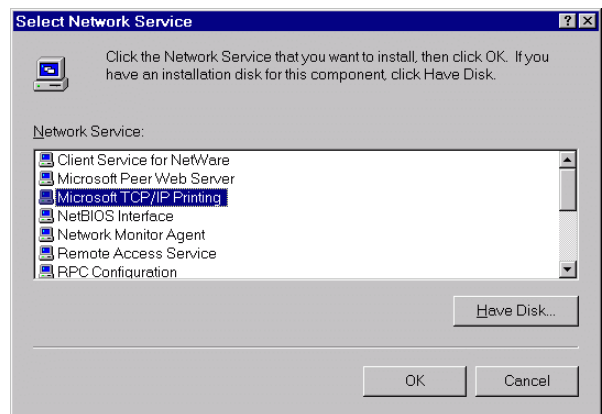 Select Network Service
Click the Network Service that you want to install, then click OK. If you
have an installation disk for this component, click Have Disk.
Network Service:
Client Service for NetWare
Microsoft Peer Web Server
Microsoft TCP/IP Printing
NetBIOS Interface
Network Monitor Agent
Remote Access Service
RPC Configuration
Have Disk...
OK
Cancel